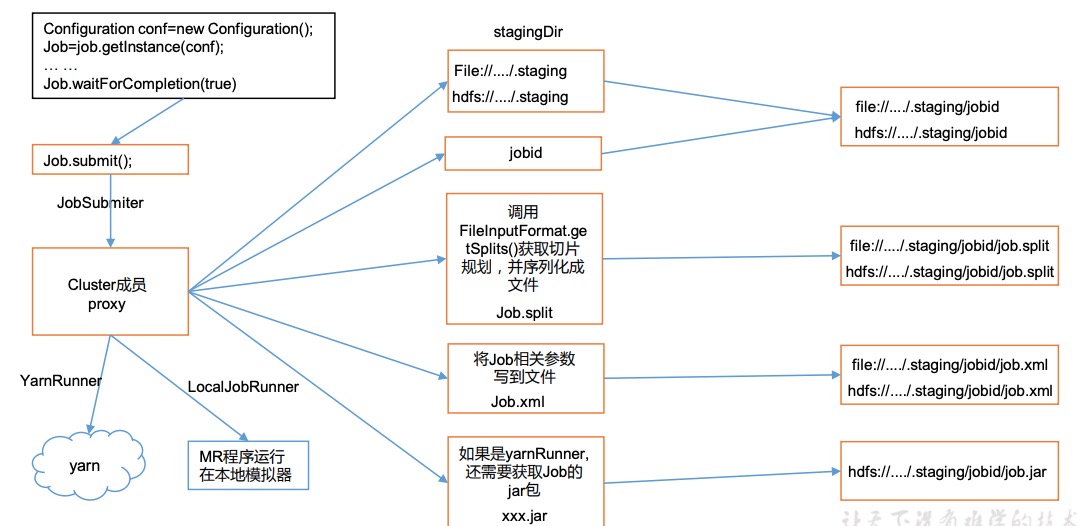 Configuration conf=new Configuration();
Job=job.getInstance(conf);
... ...
Job.waitForCompletion(true)
Job.submit();
JobSubmiter
Cluster成员
proxy
YarnRunner
LocalJobRunner
yarn
MR程序运行
在本地模拟器
stagingDir
File://..../.staging
hdfs://..../.staging
jobid
调用
FileInputFormat.ge
tSplits()获取切片
规划，并序列化成
文件
Job.split
将Job相关参数
写到文件
Job.xml
如果是yarnRunner,
还需要获取Job的
jar包
xxx.jar
file://..../.staging/jobid
hdfs://..../.staging/jobid
file://..../.staging/jobid/job.split
hdfs://..../.staging/jobid/job.split
file://..../.staging/jobid/job.xml
hdfs://..../.staging/jobid/job.xml
hdfs://..../.staging/jobid/job.jar
让天下没有难学的技术